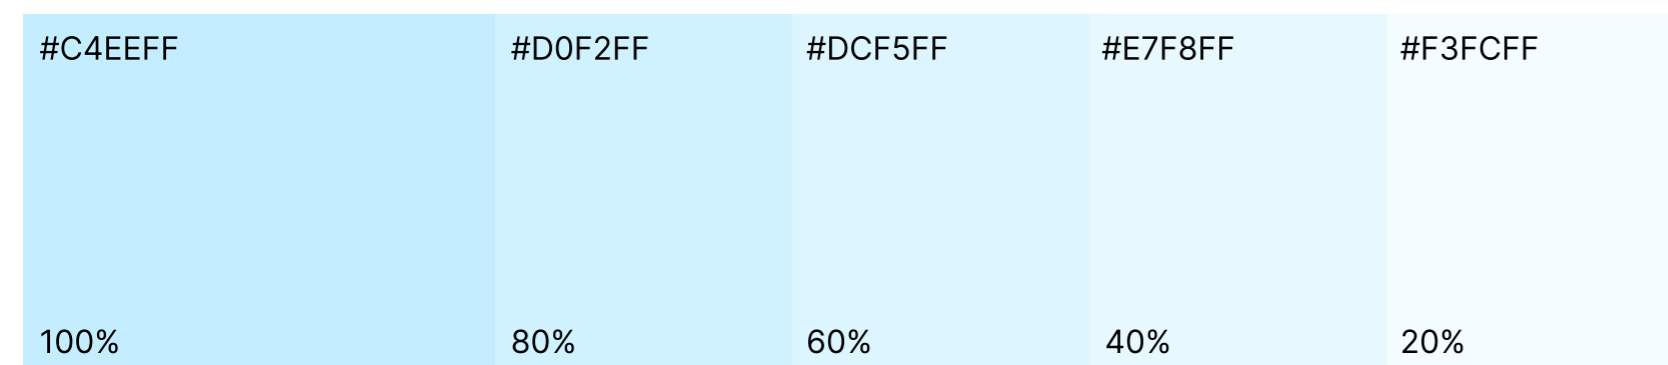 #C4EEFF
#D0F2FF
#DCF5FF
#E7F8FF
#F3FCFF
100%
80%
60%
40%
20%